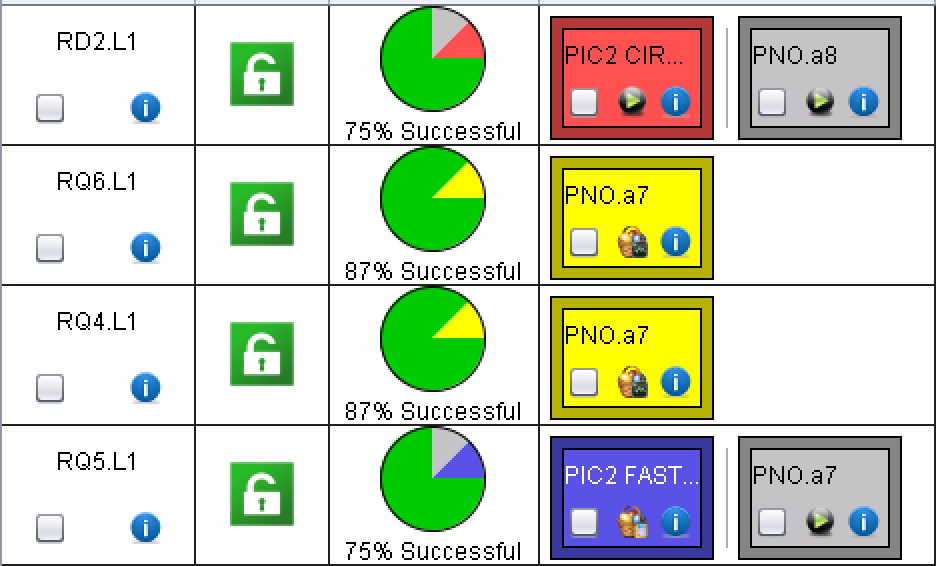 RD2.L1
75% Successful
PIC2 CIR...
PNO.a8
RQ6.L1
87% Successful
PNO.a7
RQ4.L1
87% Successful
PNO.a7
RQ5.L1
75% Successful
PIC2 FAST...
PNO.a7